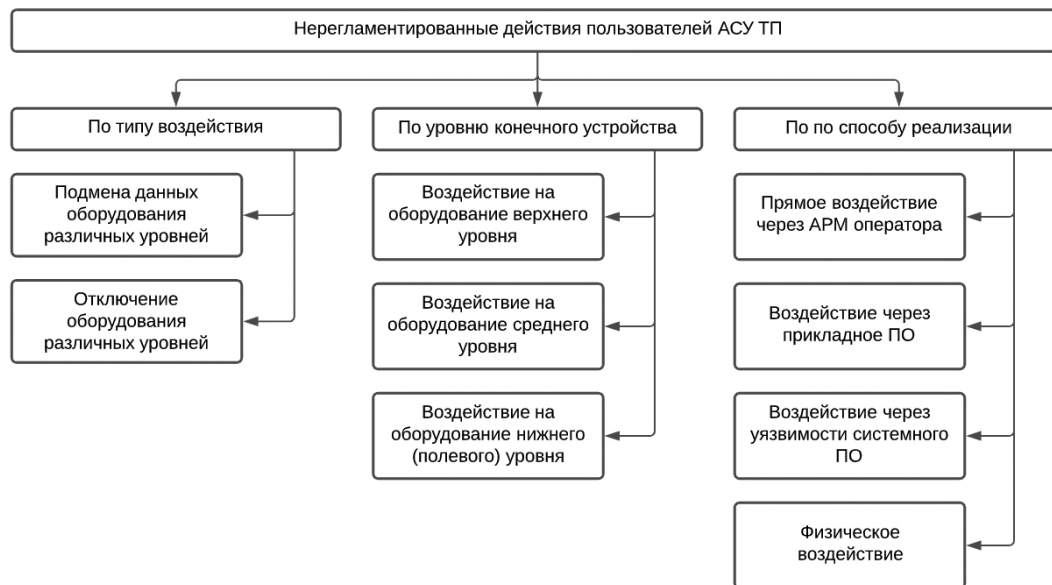 Нерегламентированные действия пользователей АСУ ТП
По типу воздействия
Подмена данных
оборудования
различных уровней
Отключение
оборудования
различных уровней
По уровню конечного устройства
Воздействие на
оборудование верхнего
уровня
Воздействие на
оборудование среднего
уровня
Воздействие на
оборудование нижнего
(полевого) уровня
По по способу реализации
Прямое воздействие
через АРМ оператора
Воздействие через
прикладное ПО
Воздействие через
уязвимости системного
ПО
Физическое
воздействие